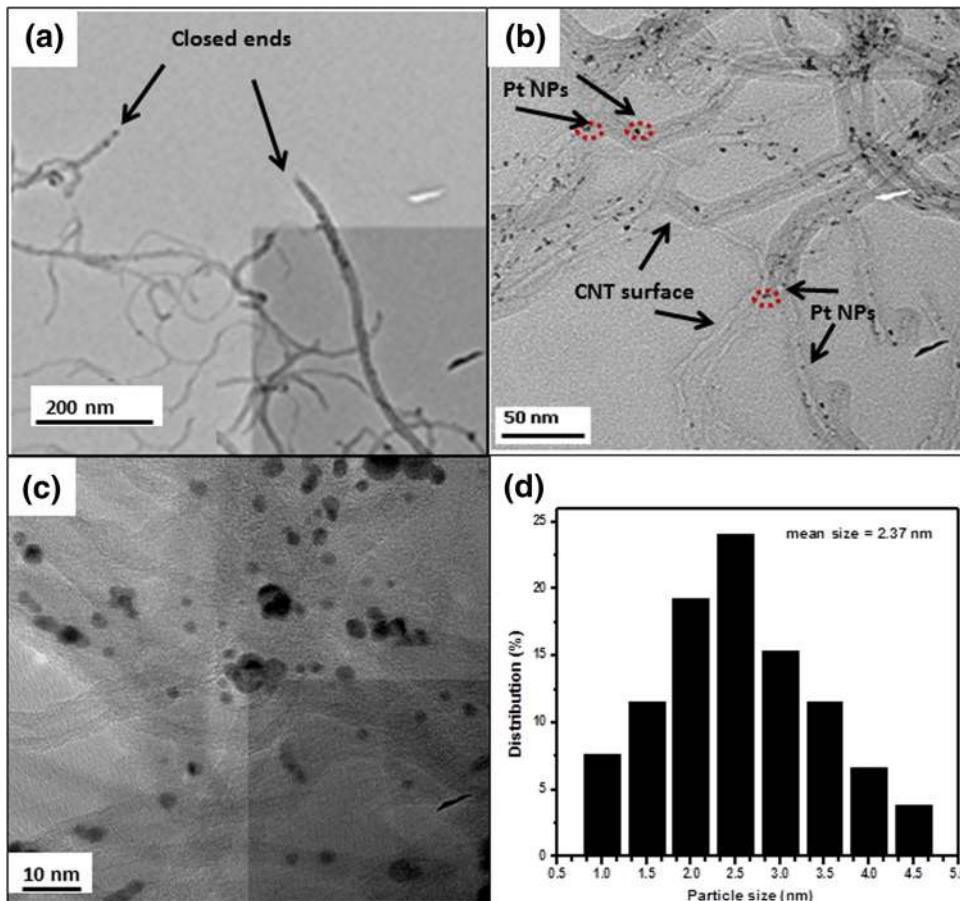 (a)
Closed ends
200 nm
(b)
Pt NPs
CNT surface
Pt NPs
50 nm
(c)
10 nm
(d)
mean size = 2.37 nm
Distribution (%)
25
20
15
10
5
0
0.5 1.0 1.5 2.0 2.5 3.0 3.5 4.0 4.5 5.0
Particle size (nm)